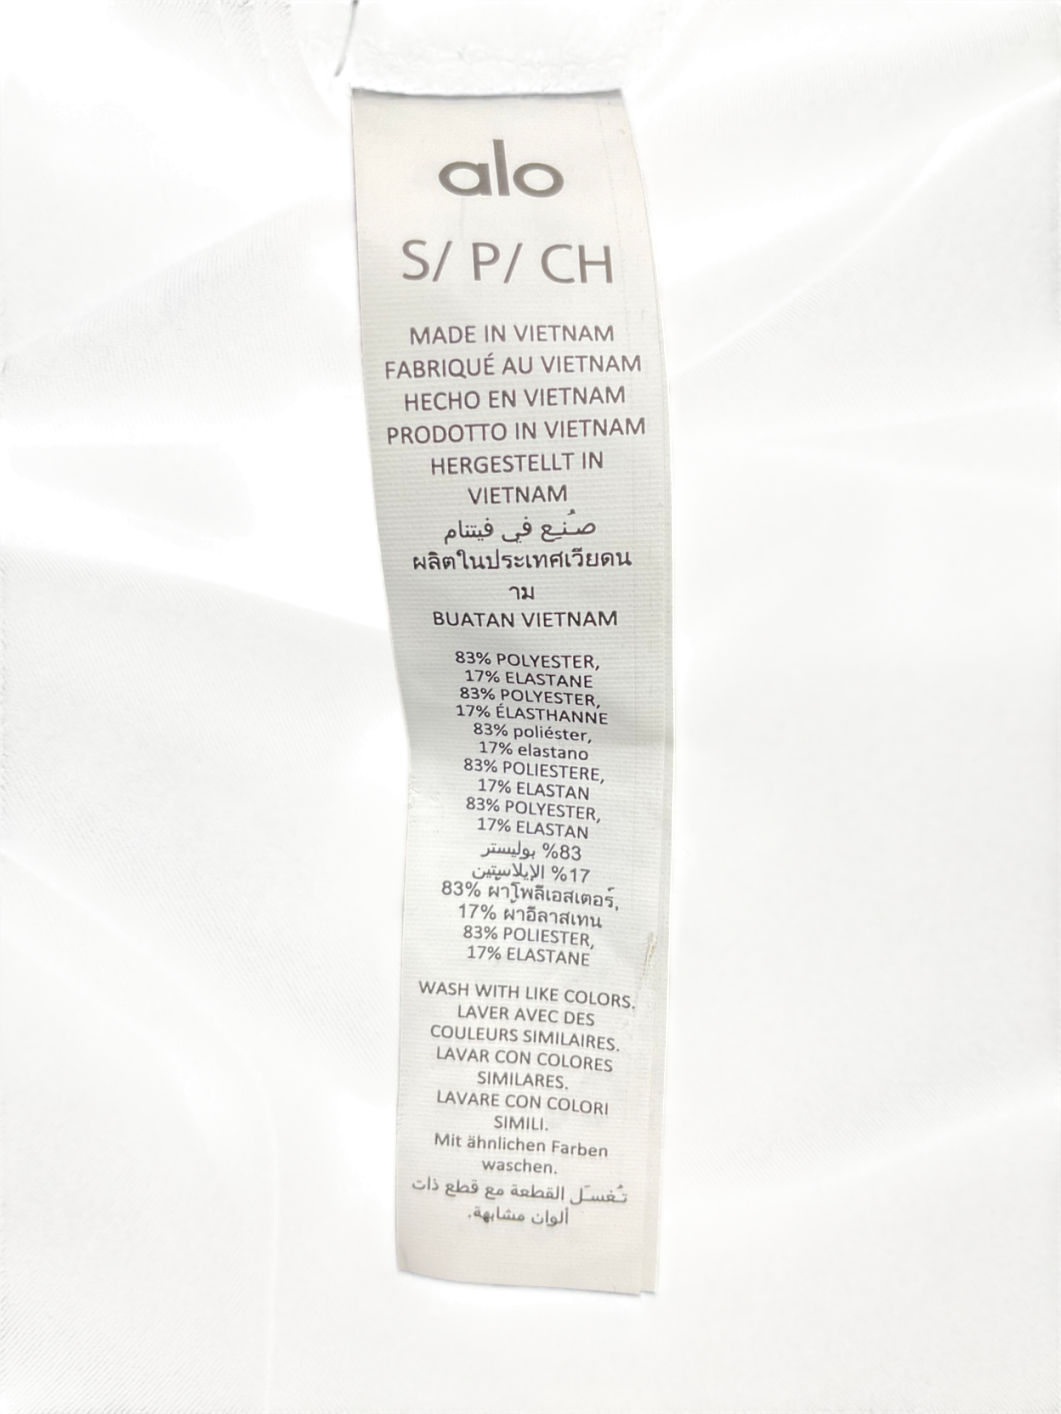 alo
S/ P/ CH
MADE IN VIETNAM
FABRIQUÉ AU VIETNAM
HECHO EN VIETNAM
PRODOTTO IN VIETNAM
HERGESTELLT IN
VIETNAM
صُنِع في فيتنام
ผลิตในประเทศเวียดน
าม
BUATAN VIETNAM
83% POLYESTER,
17% ELASTANE
83% POLYESTER,
17% ÉLASTHANNE
83% poliéster,
17% elastano
83% POLIESTERE,
17% ELASTAN
83% POLYESTER,
17% ELASTAN
83% بوليستر
17% الإيلاستين
83% ผ้าโพลีเอสเตอร์,
17% ผ้าอีลาสเทน
83% POLIESTER,
17% ELASTANE
WASH WITH LIKE COLORS.
LAVER AVEC DES
COULEURS SIMILAIRES.
LAVAR CON COLORES
SIMILARES.
LAVARE CON COLORI
SIMILI.
Mit ähnlichen Farben
waschen.
تُغسَل القطعة مع قطع ذات
ألوان مشابهة.